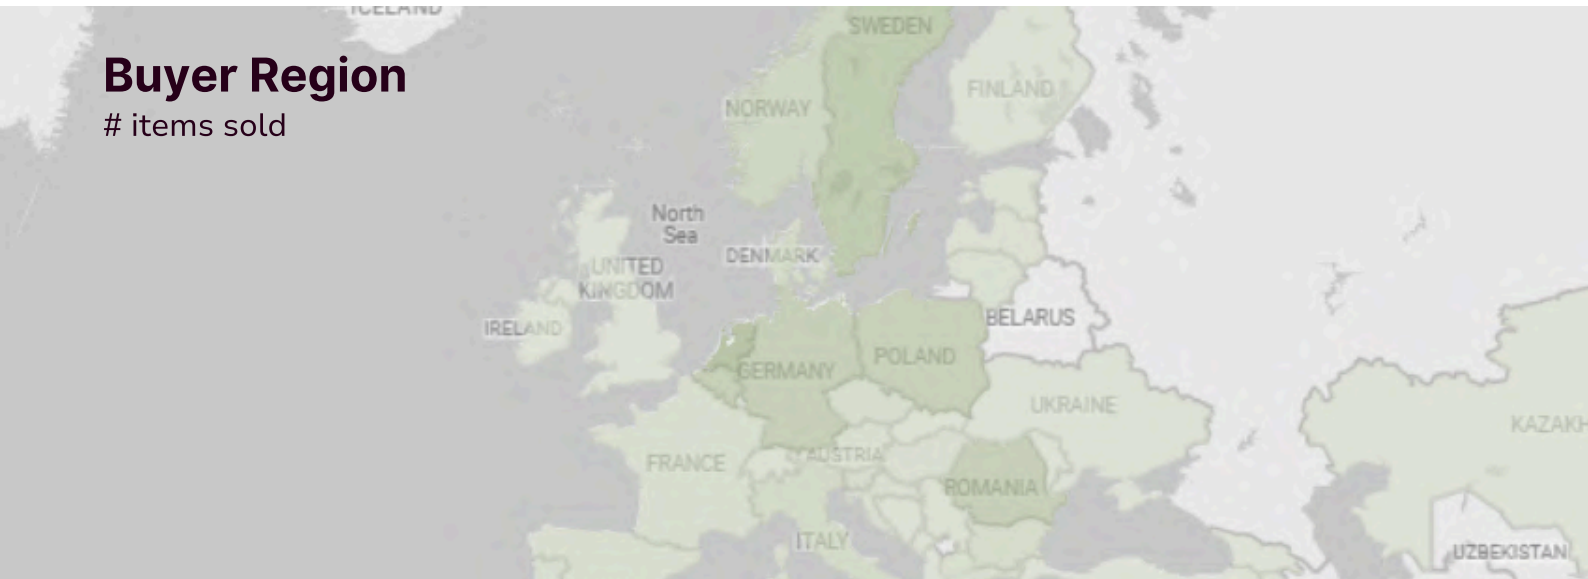 ICELAND
SWEDEN
Buyer Region
FINLAND
NORWAY
# items sold
North
Sea
DENMARK
UNITED
KINGDOM
IRELAND
BELARUS
POLAND
GERMANY
UKRAINE
KAZAKH
AUSTRIA
FRANCE
ROMANIA
ITALY
UZBEKISTAN